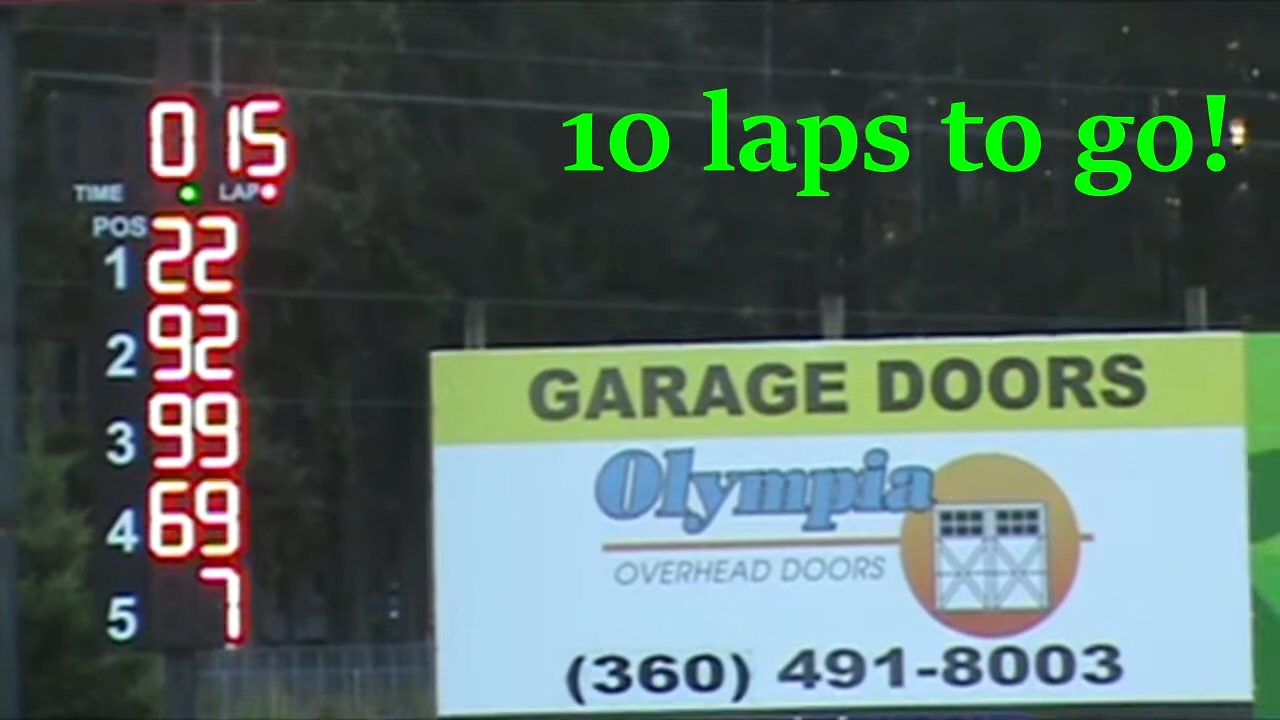 10 laps to go!
0 15
TIME LAP
POS
1 22
2 92
3 99
4 69
5 7
GARAGE DOORS
Olympia
OVERHEAD DOORS
(360) 491-8003